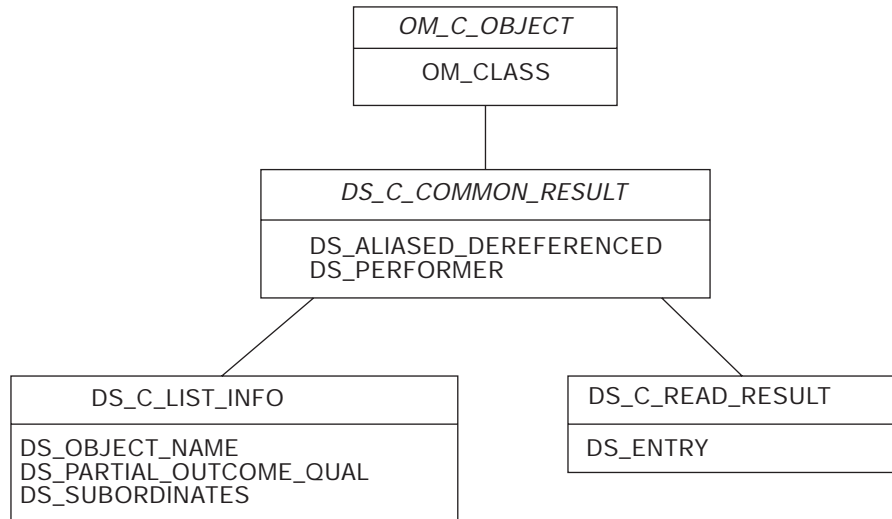 OM_C_OBJECT
OM_CLASS
DS_C_COMMON_RESULT
DS_ALIASED_DEREFERENCED
DS_PERFORMER
DS_C_LIST_INFO
DS_OBJECT_NAME
DS_PARTIAL_OUTCOME_QUAL
DS_SUBORDINATES
DS_C_READ_RESULT
DS_ENTRY